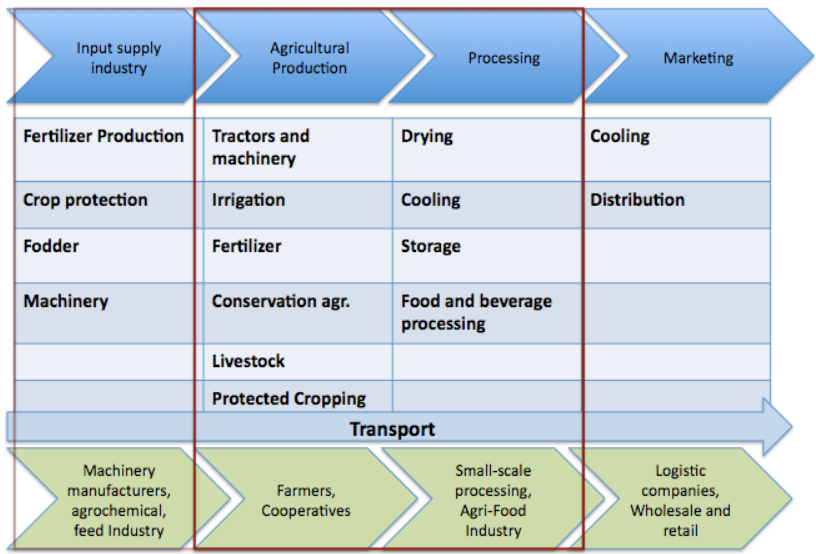 Input supply
industry
Agricultural
Production
Processing
Marketing
Fertilizer Production
Tractors and
machinery
Drying
Cooling
Crop protection
Irrigation
Cooling
Distribution
Fodder
Fertilizer
Storage
Machinery
Conservation agr.
Food and beverage
processing
Livestock
Protected Cropping
Transport
Machinery
manufacturers,
agrochemical,
feed Industry
Farmers,
Cooperatives
Small-scale
processing,
Agri-Food
Industry
Logistic
companies,
Wholesale and
retail